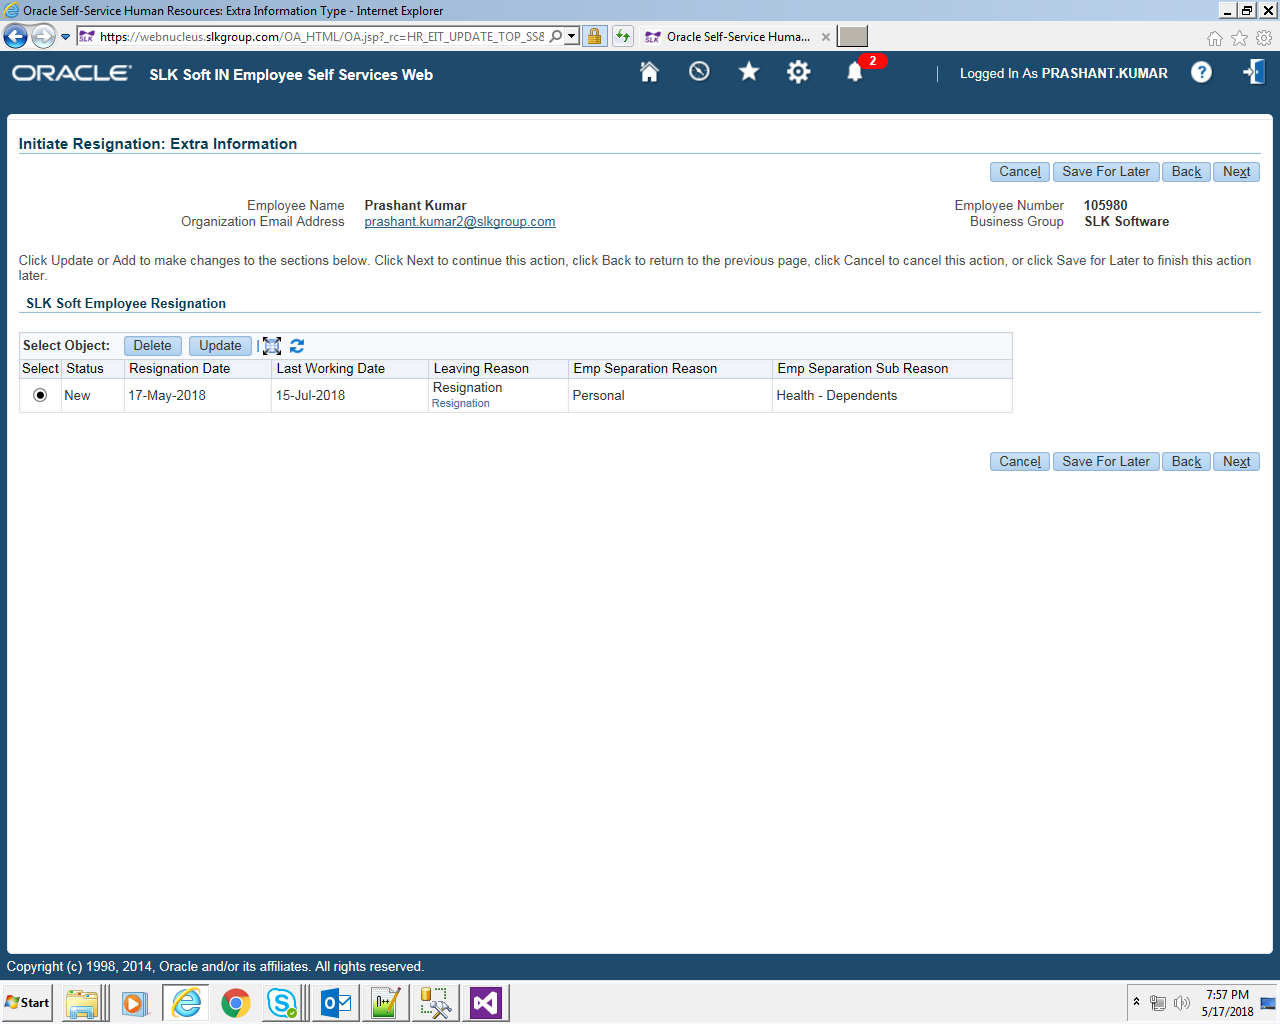 Oracle Self-Service Human Resources: Extra Information Type - Internet Explorer
https://webnucleus.slkgroup.com/OA_HTML/OA.jsp?_rc=HR_EIT_UPDATE_TOP_SS& SLK Oracle Self-Service Huma...
ORACLE SLK Soft IN Employee Self Services Web 2 Logged In As PRASHANT.KUMAR ?
Initiate Resignation: Extra Information
Cancel Save For Later Back Next
Employee Name Prashant Kumar Employee Number 105980
Organization Email Address prashant.kumar2@slkgroup.com Business Group SLK Software
Click Update or Add to make changes to the sections below. Click Next to continue this action, click Back to return to the previous page, click Cancel to cancel this action, or click Save for Later to finish this action
later.
SLK Soft Employee Resignation
Select Object: Delete Update |
Select Status Resignation Date Last Working Date Leaving Reason Emp Separation Reason Emp Separation Sub Reason
New 17-May-2018 15-Jul-2018 Resignation Personal Health - Dependents
Resignation
Cancel Save For Later Back Next
Copyright (c) 1998, 2014, Oracle and/or its affiliates. All rights reserved.
Start N++ 7:57 PM
5/17/2018